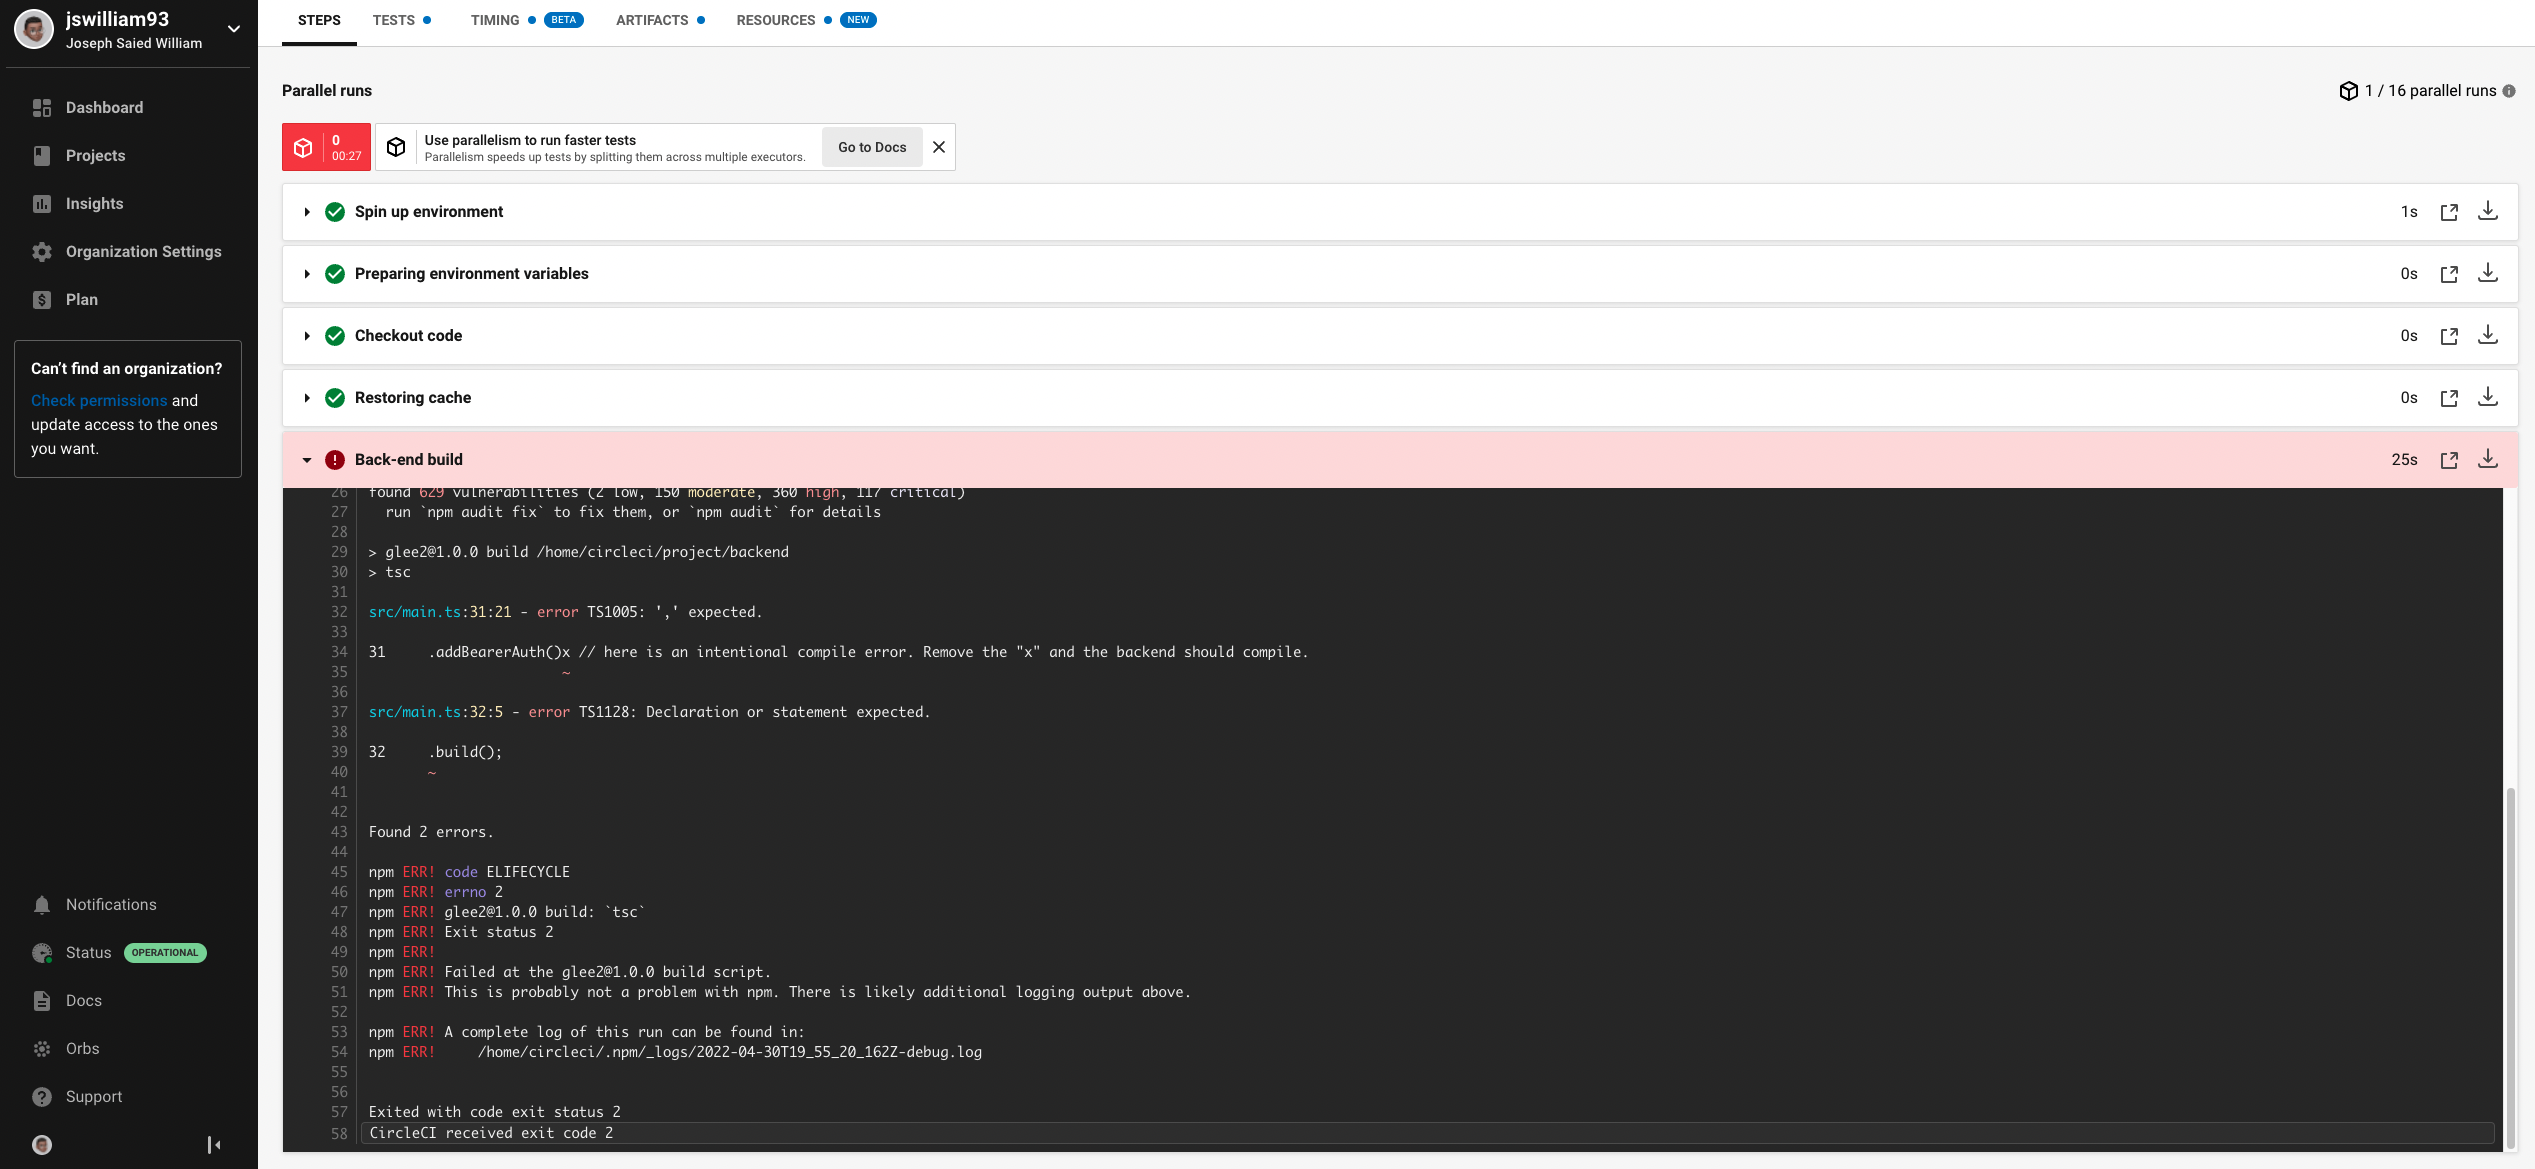 jswilliam93
Joseph Saied William
Dashboard
Projects
Insights
Organization Settings
Plan
Can't find an organization?
Check permissions and
update access to the ones
you want.
Notifications
Status OPERATIONAL
Docs
Orbs
Support
STEPS TESTS TIMING BETA ARTIFACTS RESOURCES NEW
Parallel runs
1 / 16 parallel runs
0
00:27
Use parallelism to run faster tests
Parallelism speeds up tests by splitting them across multiple executors.
Go to Docs
Spin up environment 1s
Preparing environment variables 0s
Checkout code 0s
Restoring cache 0s
Back-end build 25s
26 found 629 vulnerabilities (2 low, 150 moderate, 360 high, 117 critical)
27 run `npm audit fix` to fix them, or `npm audit` for details
28
29 > glee2@1.0.0 build /home/circleci/project/backend
30 > tsc
31
32 src/main.ts:31:21 - error TS1005: ',' expected.
33
34 31     .addBearerAuth()x // here is an intentional compile error. Remove the "x" and the backend should compile.
35 ~
36
37 src/main.ts:32:5 - error TS1128: Declaration or statement expected.
38
39 32     .build();
40 ~
41
42
43 Found 2 errors.
44
45 npm ERR! code ELIFECYCLE
46 npm ERR! errno 2
47 npm ERR! glee2@1.0.0 build: `tsc`
48 npm ERR! Exit status 2
49 npm ERR!
50 npm ERR! Failed at the glee2@1.0.0 build script.
51 npm ERR! This is probably not a problem with npm. There is likely additional logging output above.
52
53 npm ERR! A complete log of this run can be found in:
54 npm ERR!     /home/circleci/.npm/_logs/2022-04-30T19_55_20_162Z-debug.log
55
56
57 Exited with code exit status 2
58 CircleCI received exit code 2